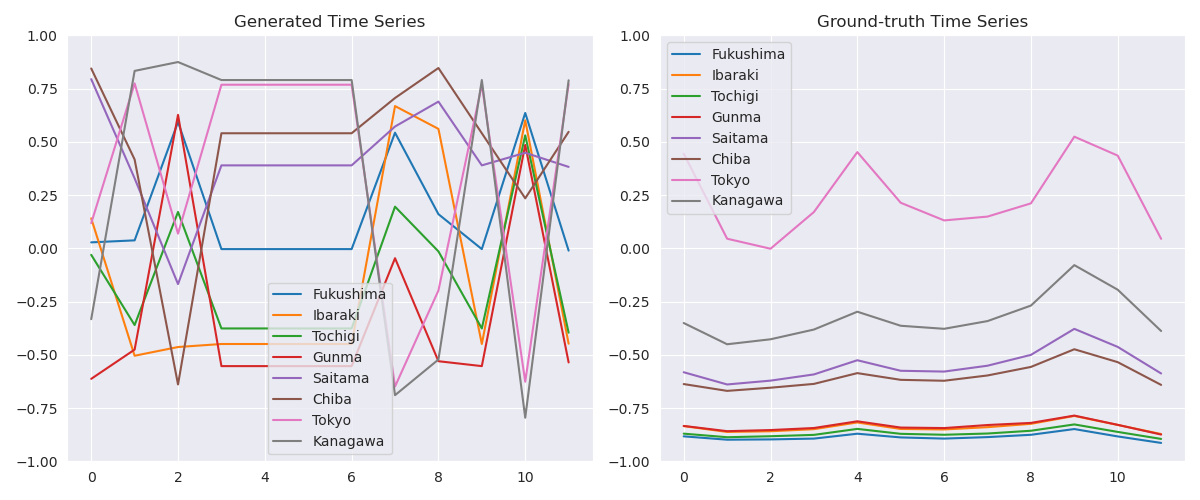 Generated Time Series
1.00
0.75
0.50
0.25
0.00
−0.25
−0.50
−0.75
−1.00
0 2 4 6 8 10
Fukushima
Ibaraki
Tochigi
Gunma
Saitama
Chiba
Tokyo
Kanagawa
Ground-truth Time Series
1.00
0.75
0.50
0.25
0.00
−0.25
−0.50
−0.75
−1.00
0 2 4 6 8 10
Fukushima
Ibaraki
Tochigi
Gunma
Saitama
Chiba
Tokyo
Kanagawa